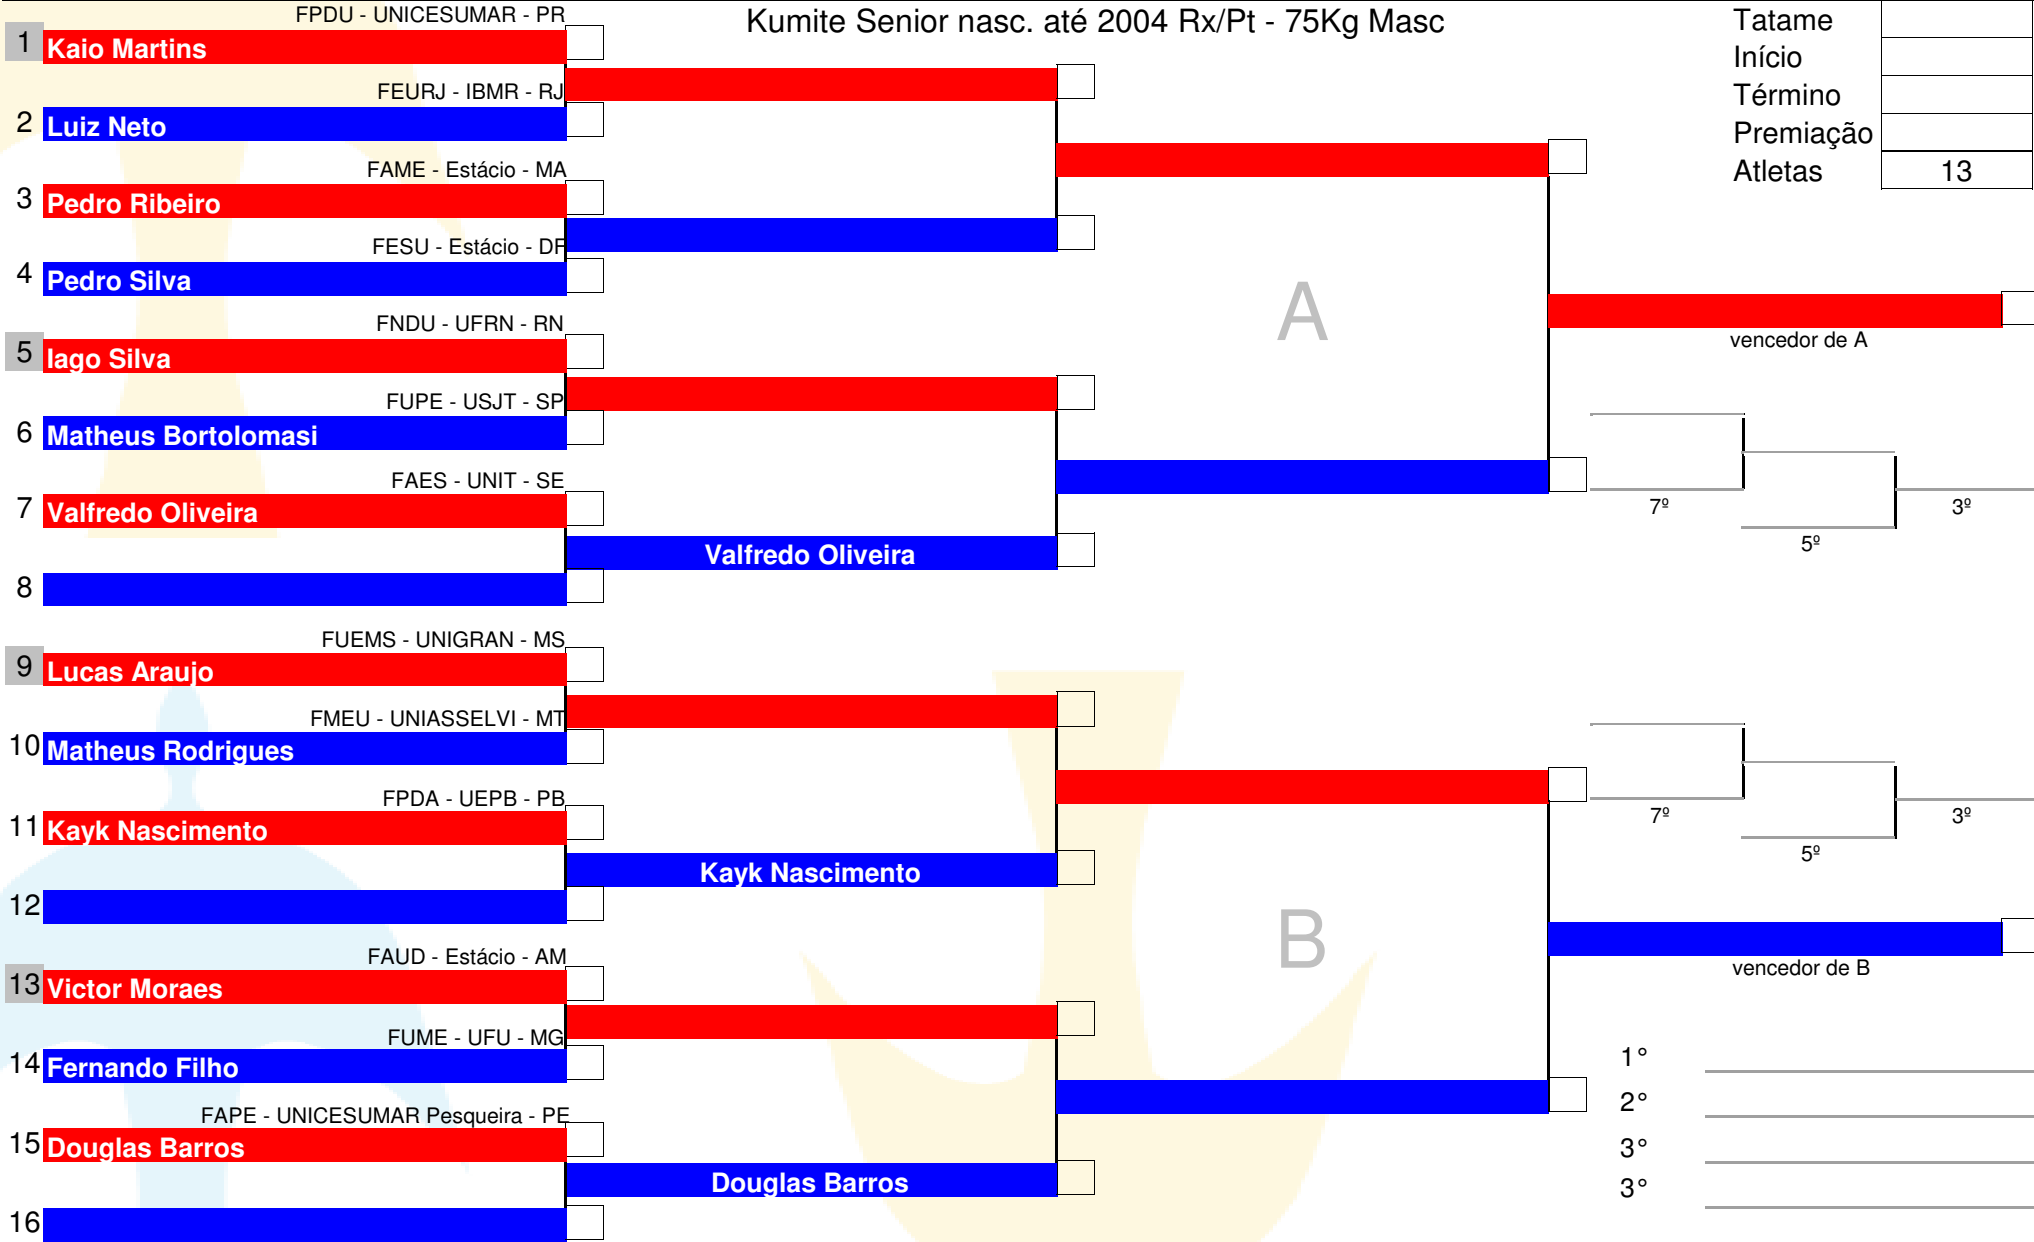 Kumite Senior nasc. até 2004 Rx/Pt - 75Kg Masc
Tatame
Início
Término
Premiação
Atletas 13
FPDU - UNICESUMAR - PR
1 Kaio Martins
FEURJ - IBMR - RJ
2 Luiz Neto
FAME - Estácio - MA
3 Pedro Ribeiro
FESU - Estácio - DF
4 Pedro Silva
FNDU - UFRN - RN
5 Iago Silva
FUPE - USJT - SP
6 Matheus Bortolomasi
FAES - UNIT - SE
7 Valfredo Oliveira
Valfredo Oliveira
8
A
vencedor de A
7º
5º
3º
FUEMS - UNIGRAN - MS
9 Lucas Araujo
FMEU - UNIASSELVI - MT
10 Matheus Rodrigues
FPDA - UEPB - PB
11 Kayk Nascimento
Kayk Nascimento
12
FAUD - Estácio - AM
13 Victor Moraes
FUME - UFU - MG
14 Fernando Filho
FAPE - UNICESUMAR Pesqueira - PE
15 Douglas Barros
Douglas Barros
16
B
7º
5º
3º
vencedor de B
1°
2°
3°
3°